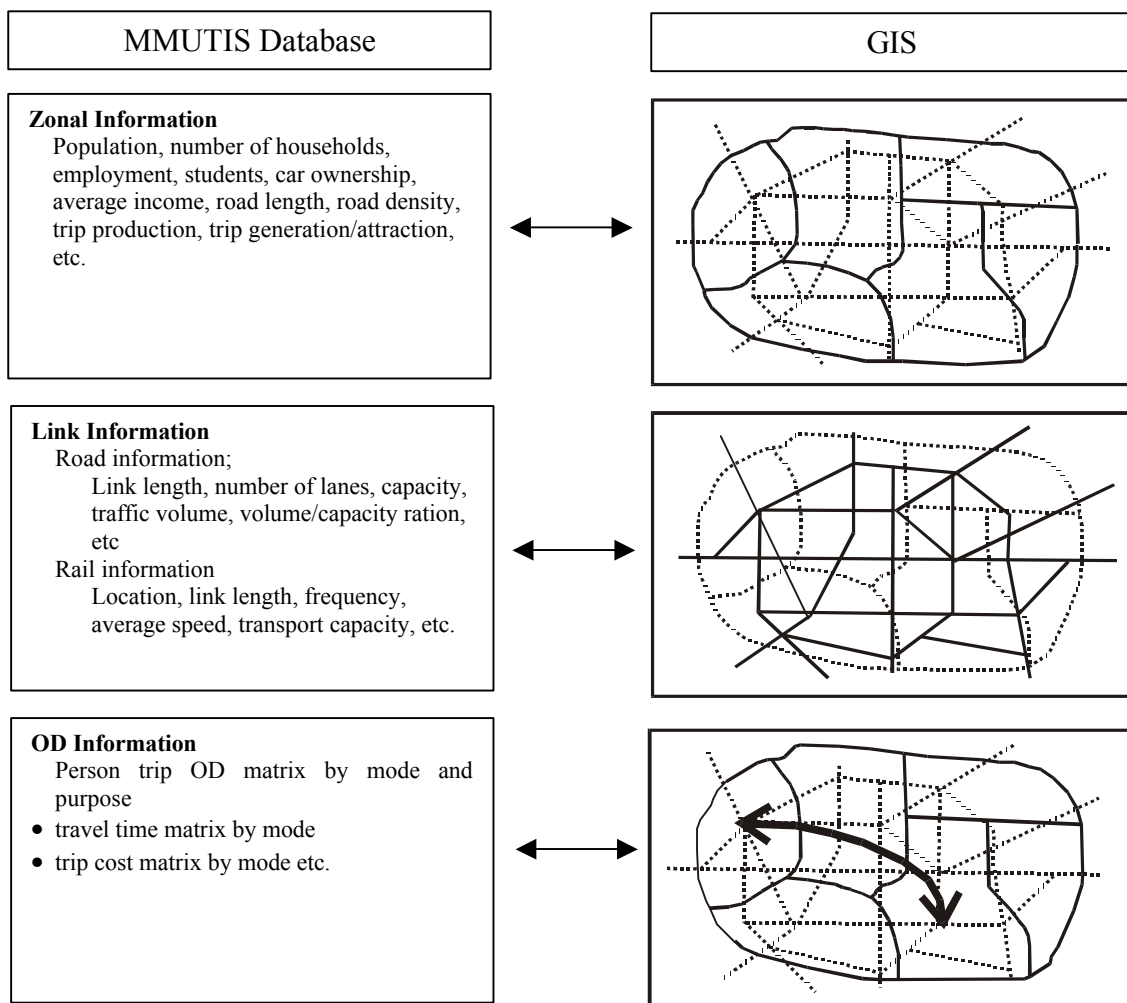 MMUTIS Database
GIS
Zonal Information
Population, number of households,
employment, students, car ownership,
average income, road length, road density,
trip production, trip generation/attraction,
etc.
Link Information
Road information;
Link length, number of lanes, capacity,
traffic volume, volume/capacity ration,
etc
Rail information
Location, link length, frequency,
average speed, transport capacity, etc.
OD Information
Person trip OD matrix by mode and
purpose
• travel time matrix by mode
• trip cost matrix by mode etc.